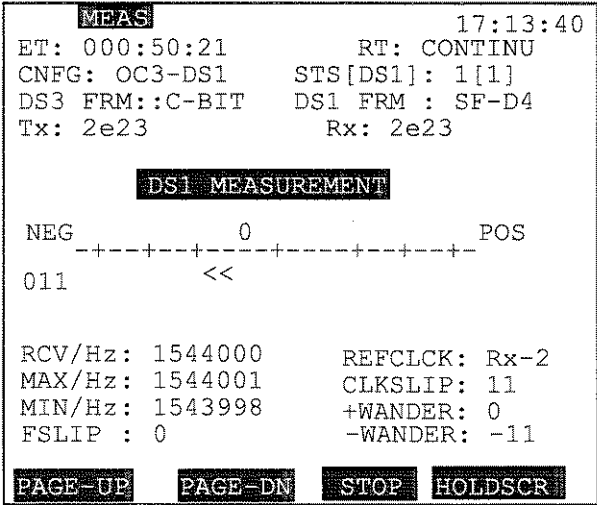 MEAS 17:13:40
ET: 000:50:21 RT: CONTINU
CNFG: OC3-DS1 STS[DS1]: 1[1]
DS3 FRM::C-BIT DS1 FRM : SF-D4
Tx: 2e23 Rx: 2e23
DS1 MEASUREMENT
NEG 0 POS
-+--+--+-----+-----+--+--+-
011 <<
RCV/Hz: 1544000 REFCLCK: Rx-2
MAX/Hz: 1544001 CLKSLIP: 11
MIN/Hz: 1543998 +WANDER: 0
FSLIP : 0 -WANDER: -11
PAGE-UP PAGE-DN STOP HOLDSCR